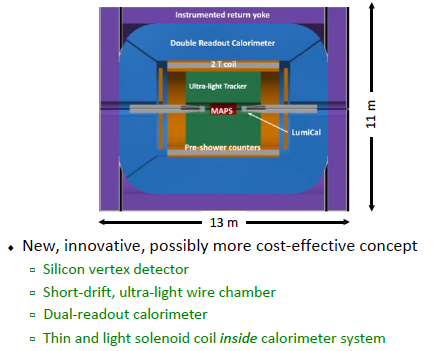 Instrumented return yoke
Double Readout Calorimeter
2 T coil
Ultra-light Tracker
MAPS
LumiCal
Pre-shower counters
11 m
13 m
New, innovative, possibly more cost-effective concept
Silicon vertex detector
Short-drift, ultra-light wire chamber
Dual-readout calorimeter
Thin and light solenoid coil inside calorimeter system